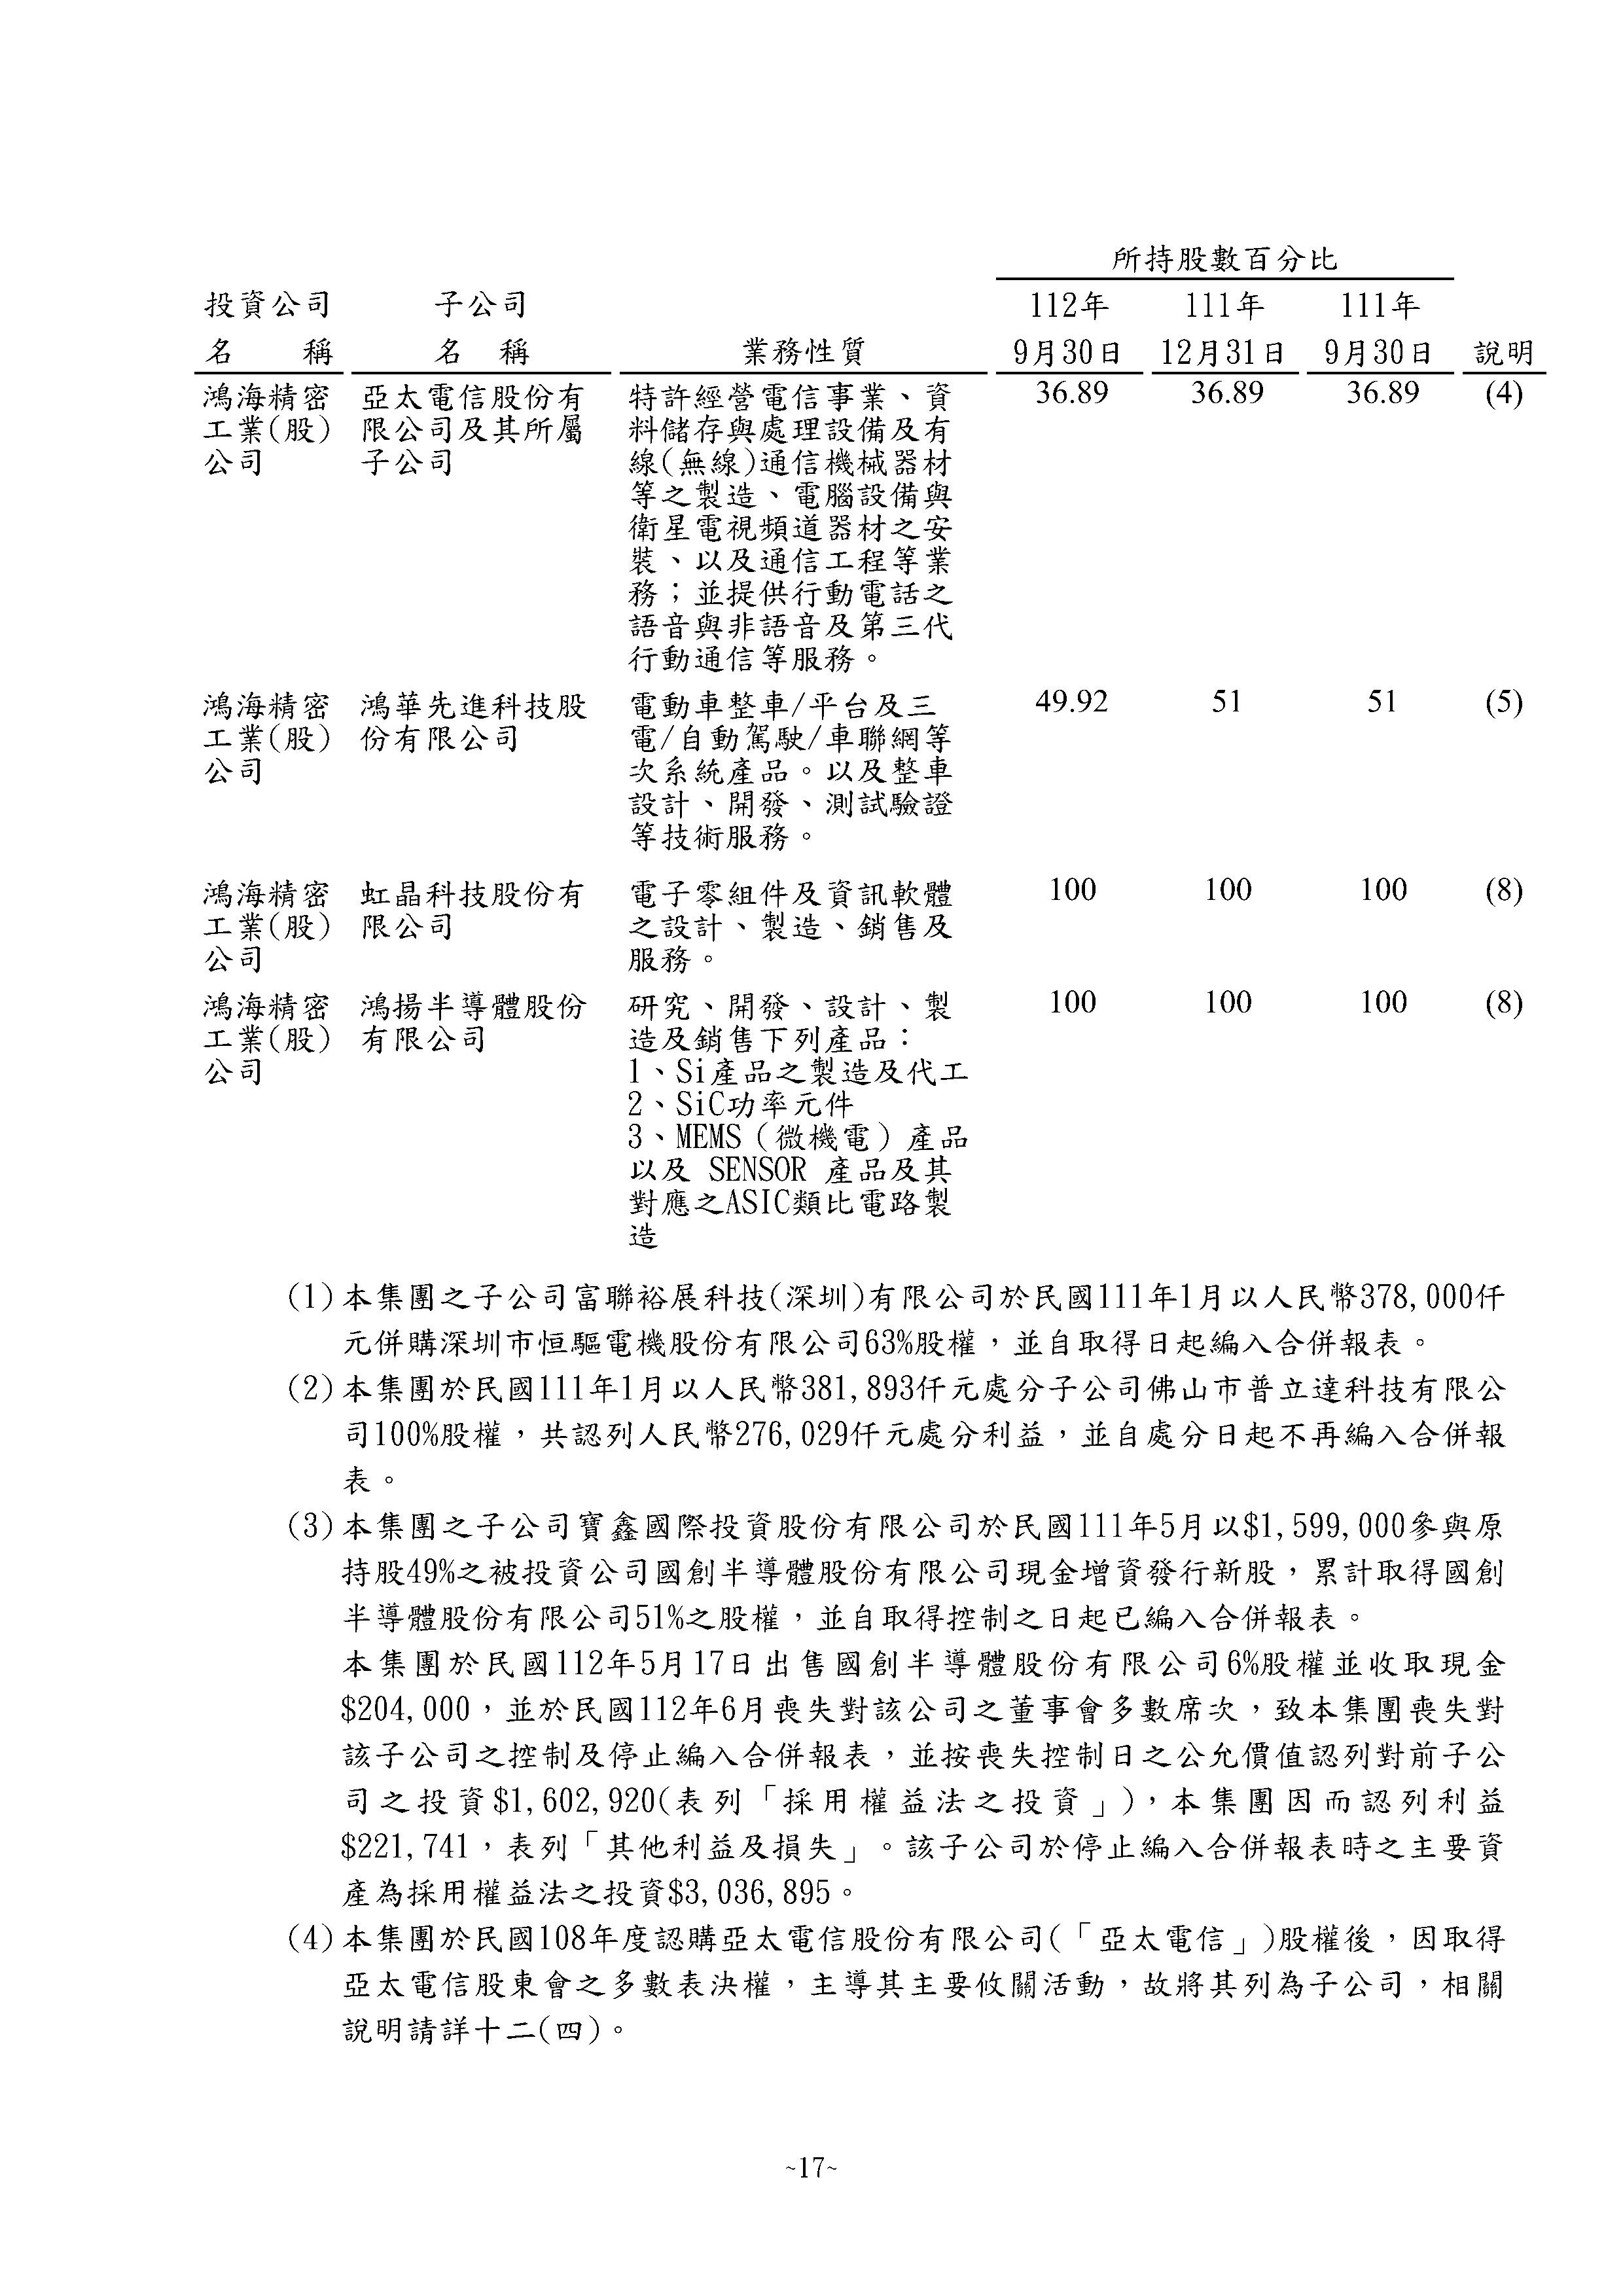 所持股數百分比
投資公司 子公司 112年 111年 111年
名 稱 名 稱 業務性質 9月30日 12月31日 9月30日 說明
鴻海精密 亞太電信股份有 特許經營電信事業、資 36.89 36.89 36.89 (4)
工業(股) 限公司及其所屬 料儲存與處理設備及有
公司 子公司 線(無線)通信機械器材
等之製造、電腦設備與
衛星電視頻道器材之安
裝、以及通信工程等業
務；並提供行動電話之
語音與非語音及第三代
行動通信等服務。
鴻海精密 鴻華先進科技股 電動車整車/平台及三 49.92 51 51 (5)
工業(股) 份有限公司 電/自動駕駛/車聯網等
公司 次系統產品。以及整車
設計、開發、測試驗證
等技術服務。
鴻海精密 虹晶科技股份有 電子零組件及資訊軟體 100 100 100 (8)
工業(股) 限公司 之設計、製造、銷售及
公司 服務。
鴻海精密 鴻揚半導體股份 研究、開發、設計、製 100 100 100 (8)
工業(股) 有限公司 造及銷售下列產品：
公司 1、Si產品之製造及代工
2、SiC功率元件
3、MEMS（微機電）產品
以及 SENSOR 產品及其
對應之ASIC類比電路製
造
(1)本集團之子公司富聯裕展科技(深圳)有限公司於民國111年1月以人民幣378,000仟
元併購深圳市恒驅電機股份有限公司63%股權，並自取得日起編入合併報表。
(2)本集團於民國111年1月以人民幣381,893仟元處分子公司佛山市普立達科技有限公
司100%股權，共認列人民幣276,029仟元處分利益，並自處分日起不再編入合併報
表。
(3)本集團之子公司寶鑫國際投資股份有限公司於民國111年5月以$1,599,000參與原
持股49%之被投資公司國創半導體股份有限公司現金增資發行新股，累計取得國創
半導體股份有限公司51%之股權，並自取得控制之日起已編入合併報表。
本集團於民國112年5月17日出售國創半導體股份有限公司6%股權並收取現金
$204,000，並於民國112年6月喪失對該公司之董事會多數席次，致本集團喪失對
該子公司之控制及停止編入合併報表，並按喪失控制日之公允價值認列對前子公
司之投資$1,602,920(表列「採用權益法之投資」)，本集團因而認列利益
$221,741，表列「其他利益及損失」。該子公司於停止編入合併報表時之主要資
產為採用權益法之投資$3,036,895。
(4)本集團於民國108年度認購亞太電信股份有限公司(「亞太電信」)股權後，因取得
亞太電信股東會之多數表決權，主導其主要攸關活動，故將其列為子公司，相關
說明請詳十二(四)。
~17~